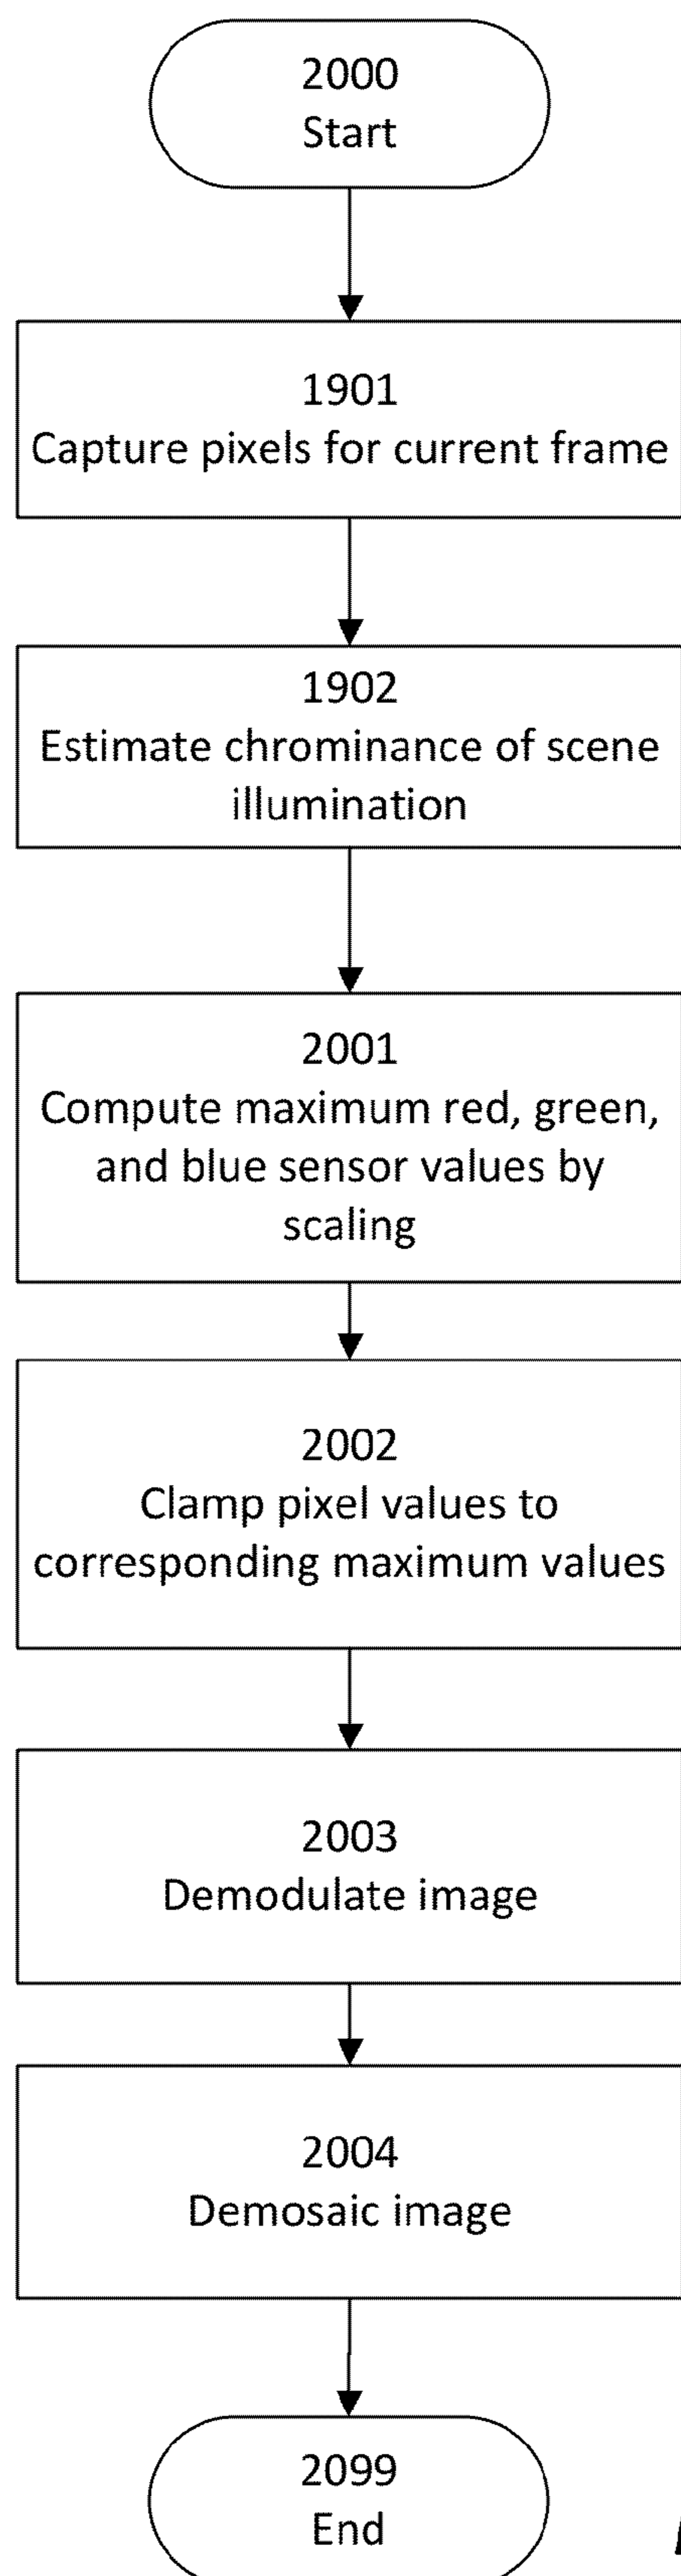 2000
Start
1901
Capture pixels for current frame
1902
Estimate chrominance of scene
illumination
2001
Compute maximum red, green,
and blue sensor values by
scaling
2002
Clamp pixel values to
corresponding maximum values
2003
Demodulate image
2004
Demosaic image
2099
End